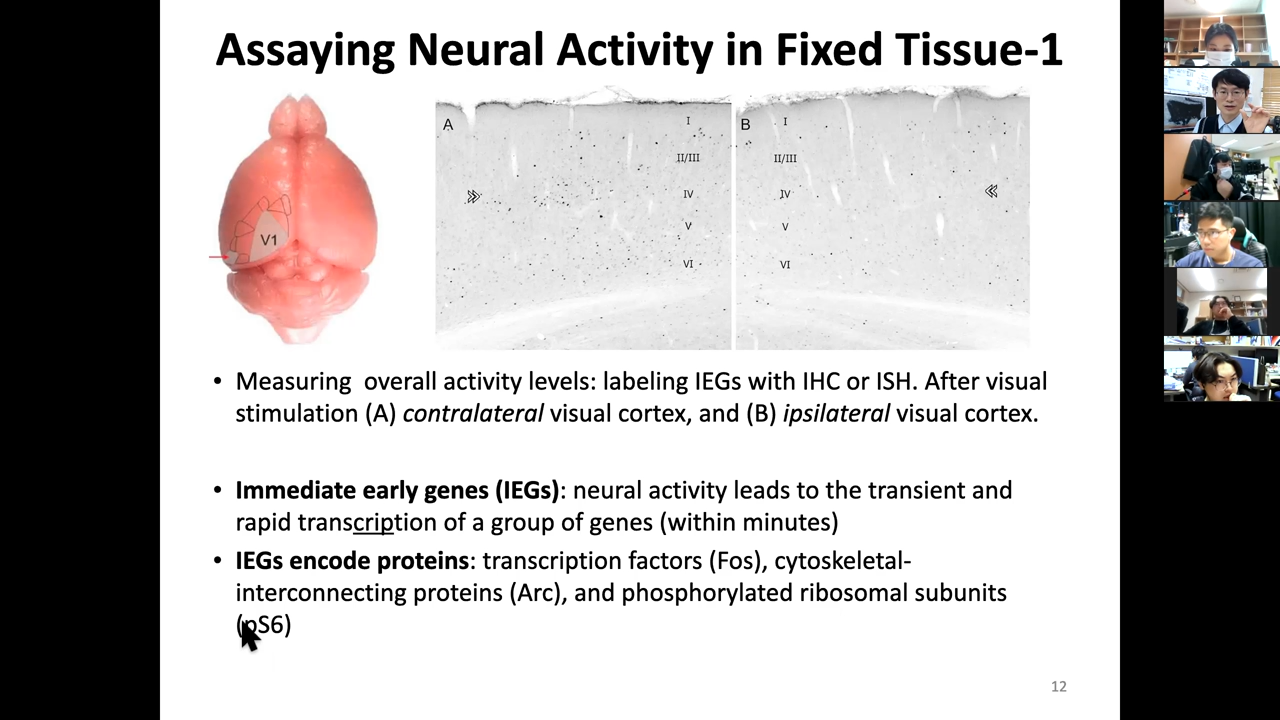 Assaying Neural Activity in Fixed Tissue-1
V1
A
I
II/III
IV
V
VI
B
I
II/III
IV
V
VI
• Measuring overall activity levels: labeling IEGs with IHC or ISH. After visual
stimulation (A) contralateral visual cortex, and (B) ipsilateral visual cortex.
• Immediate early genes (IEGs): neural activity leads to the transient and
rapid transcription of a group of genes (within minutes)
• IEGs encode proteins: transcription factors (Fos), cytoskeletal-
interconnecting proteins (Arc), and phosphorylated ribosomal subunits
(pS6)
12